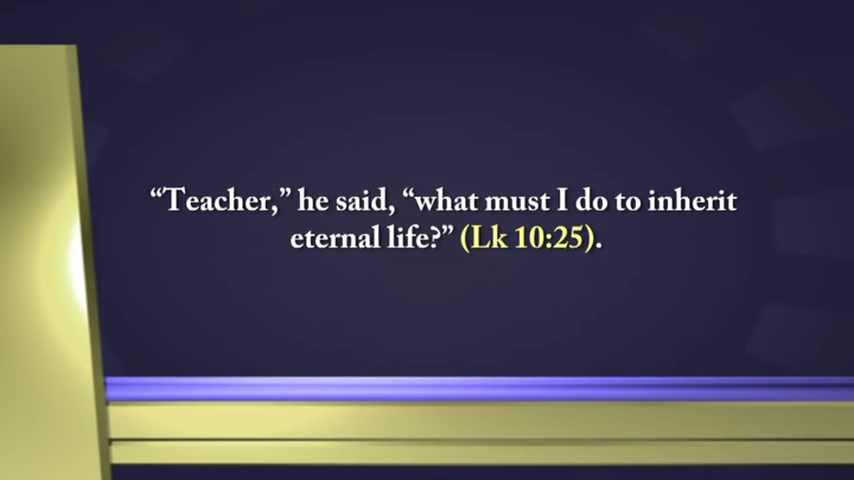 “Teacher,” he said, “what must I do to inherit
eternal life?” (Lk 10:25).